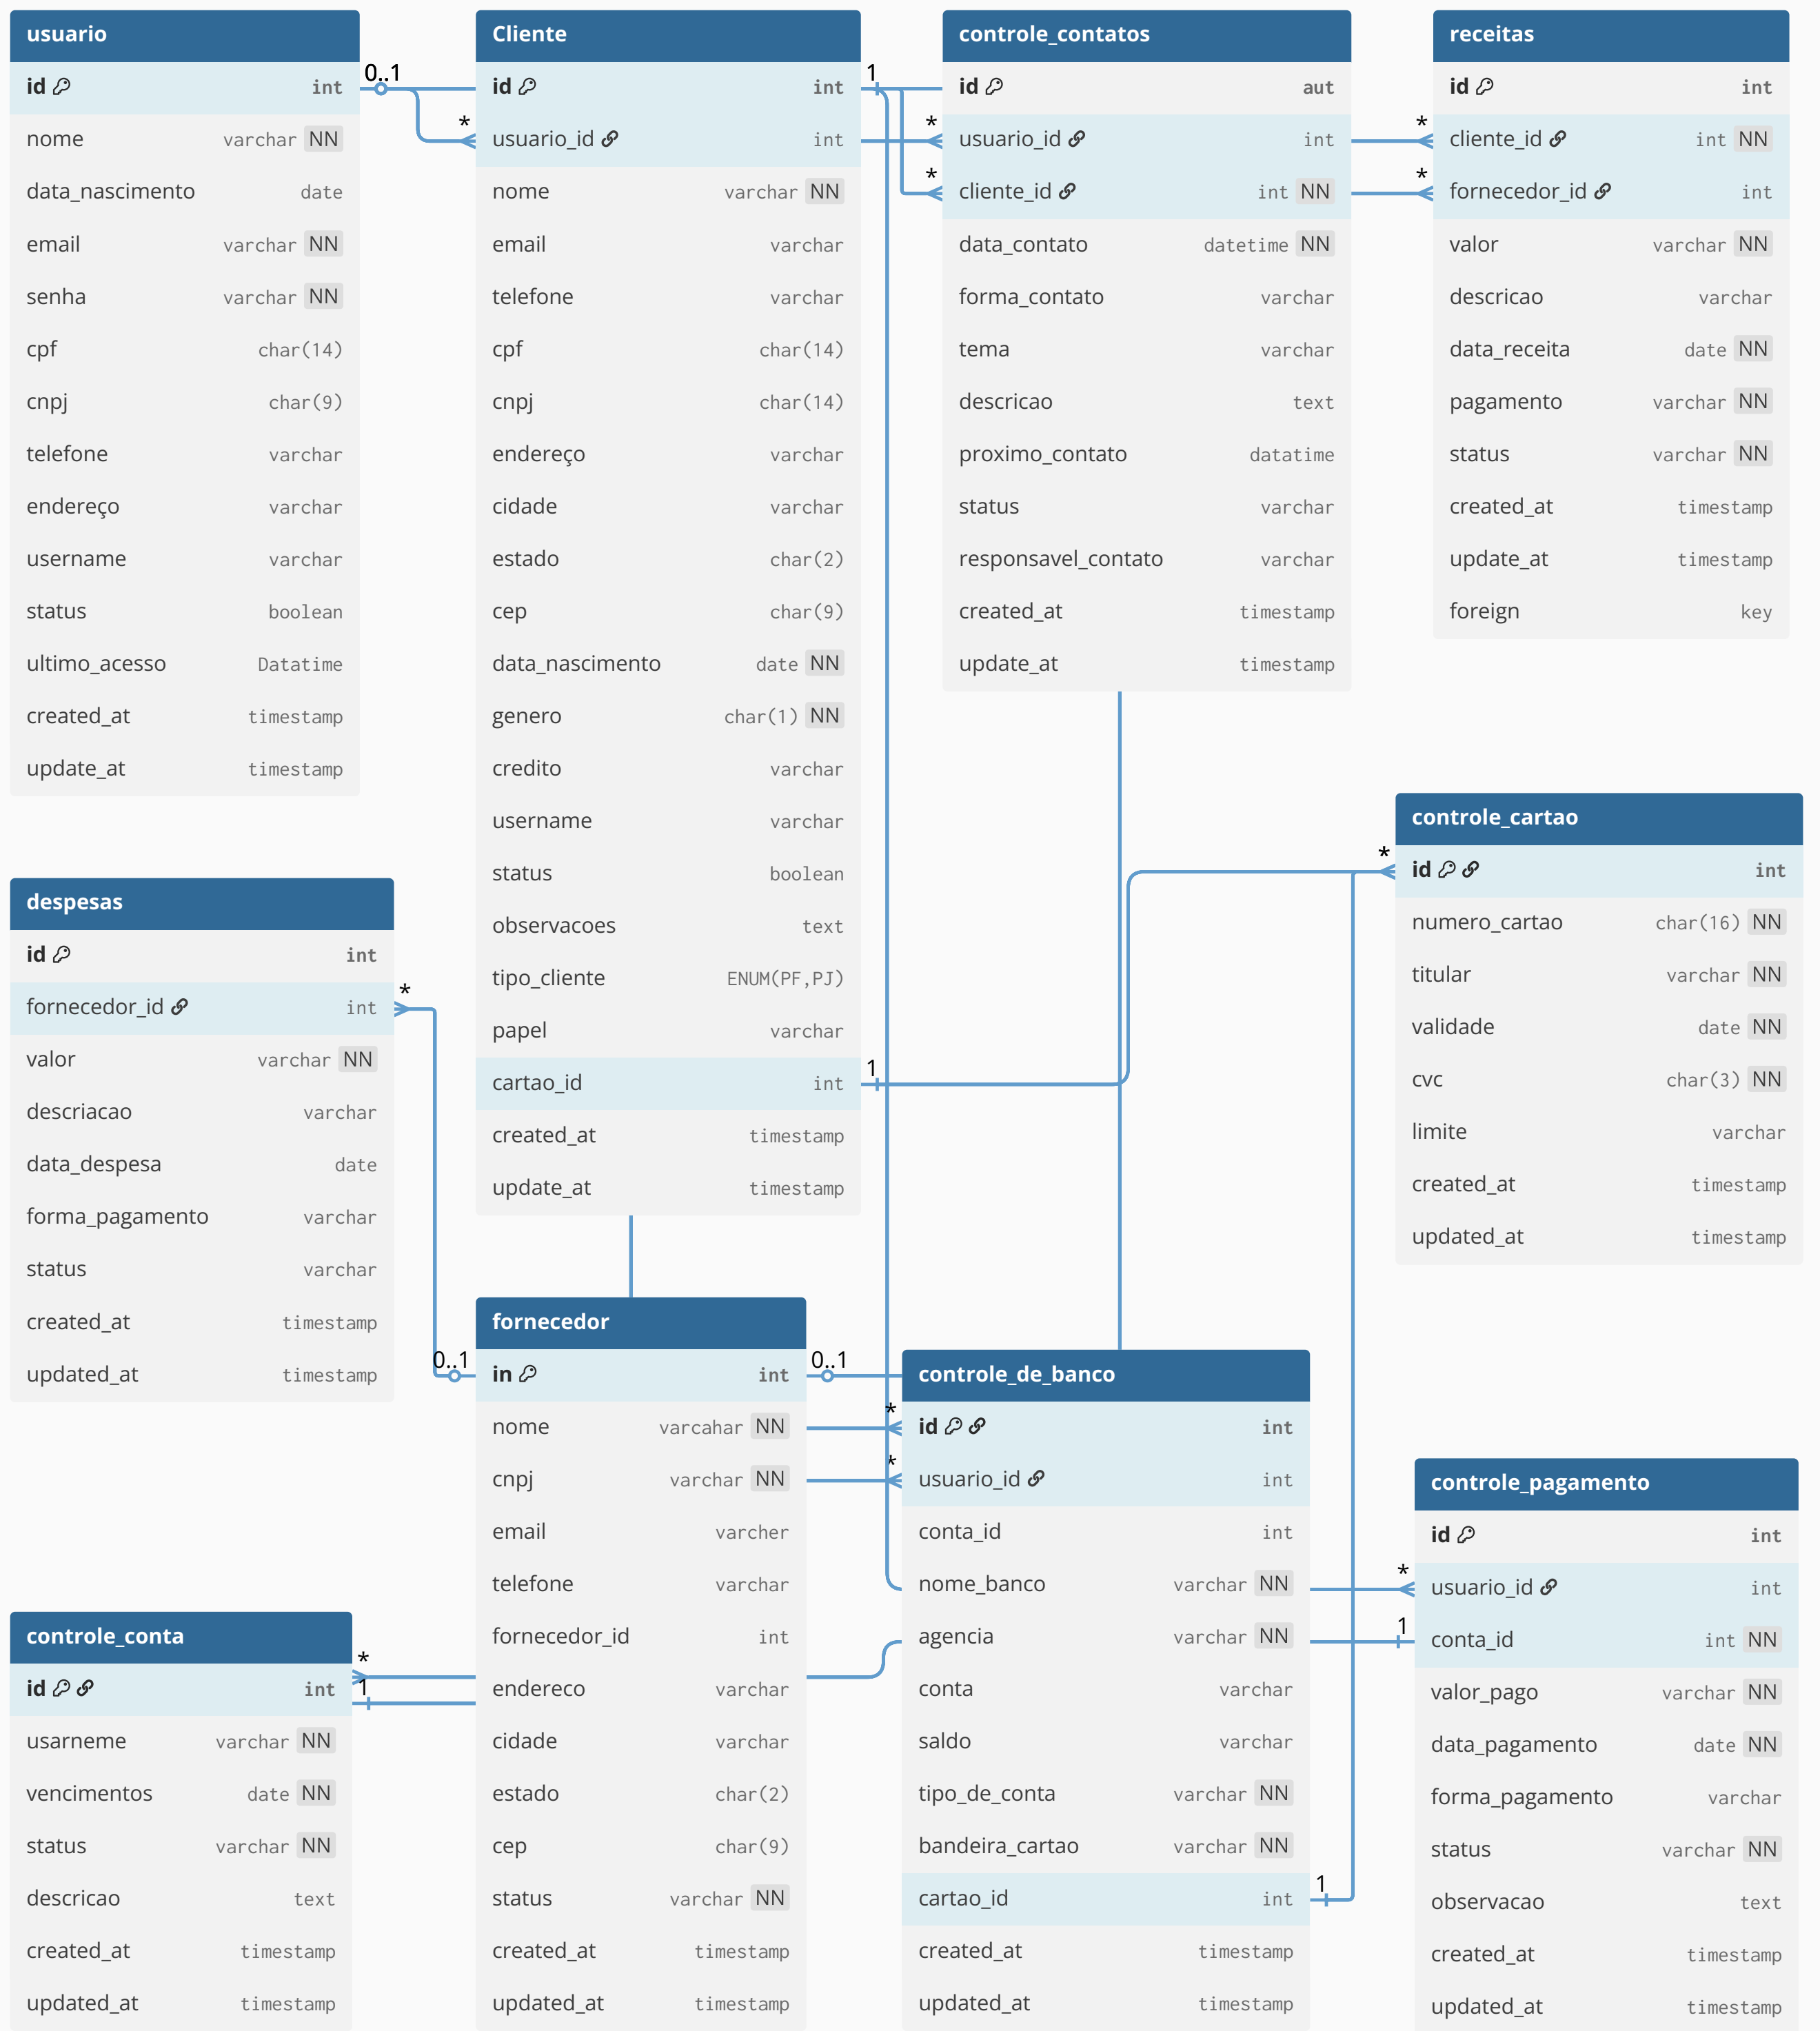 usuario
id int
nome varchar NN
data_nascimento date
email varchar NN
senha varchar NN
cpf char(14)
cnpj char(9)
telefone varchar
endereço varchar
username varchar
status boolean
ultimo_acesso Datatime
created_at timestamp
update_at timestamp
0..1
*
Cliente
id int
usuario_id int
nome varchar NN
email varchar
telefone varchar
cpf char(14)
cnpj char(14)
endereço varchar
cidade varchar
estado char(2)
cep char(9)
data_nascimento date NN
genero char(1) NN
credito varchar
username varchar
status boolean
observacoes text
tipo_cliente ENUM(PF,PJ)
papel varchar
cartao_id int
created_at timestamp
update_at timestamp
1
1
*
*
controle_contatos
id aut
usuario_id int
cliente_id int NN
data_contato datetime NN
forma_contato varchar
tema varchar
descricao text
proximo_contato datatime
status varchar
responsavel_contato varchar
created_at timestamp
update_at timestamp
*
*
receitas
id int
cliente_id int NN
fornecedor_id int
valor varchar NN
descricao varchar
data_receita date NN
pagamento varchar NN
status varchar NN
created_at timestamp
update_at timestamp
foreign key
*
controle_cartao
id int
numero_cartao char(16) NN
titular varchar NN
validade date NN
cvc char(3) NN
limite varchar
created_at timestamp
updated_at timestamp
despesas
id int
fornecedor_id int
valor varchar NN
descriacao varchar
data_despesa date
forma_pagamento varchar
status varchar
created_at timestamp
updated_at timestamp
*
0..1
fornecedor
in int
nome varcahar NN
cnpj varchar NN
email varcher
telefone varchar
fornecedor_id int
endereco varchar
cidade varchar
estado char(2)
cep char(9)
status varchar NN
created_at timestamp
updated_at timestamp
0..1
*
*
controle_de_banco
id int
usuario_id int
conta_id int
nome_banco varchar NN
agencia varchar NN
conta varchar
saldo varchar
tipo_de_conta varchar NN
bandeira_cartao varchar NN
cartao_id int
created_at timestamp
updated_at timestamp
1
*
1
controle_pagamento
id int
usuario_id int
conta_id int NN
valor_pago varchar NN
data_pagamento date NN
forma_pagamento varchar
status varchar NN
observacao text
created_at timestamp
updated_at timestamp
controle_conta
id int
usarneme varchar NN
vencimentos date NN
status varchar NN
descricao text
created_at timestamp
updated_at timestamp
*
1